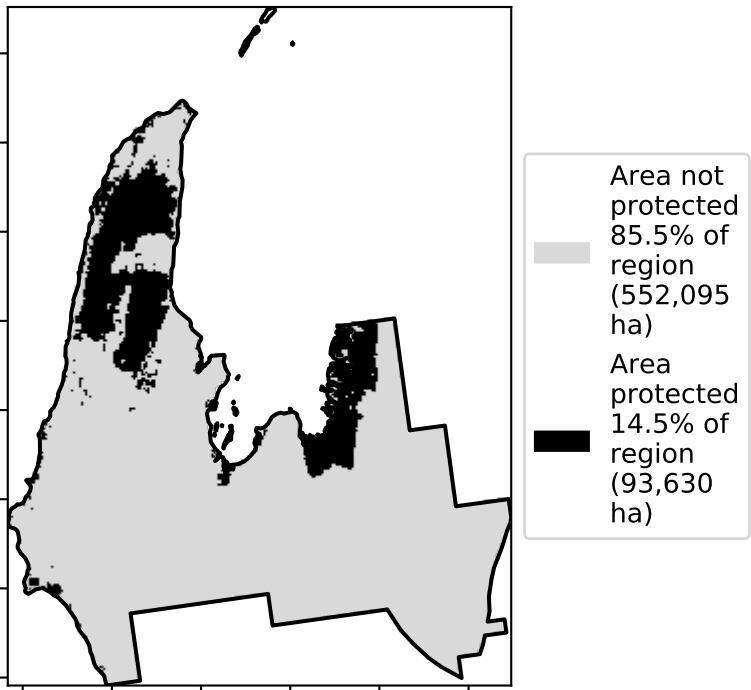 Area not
protected
85.5% of
region
(552,095
ha)
Area
protected
14.5% of
region
(93,630
ha)